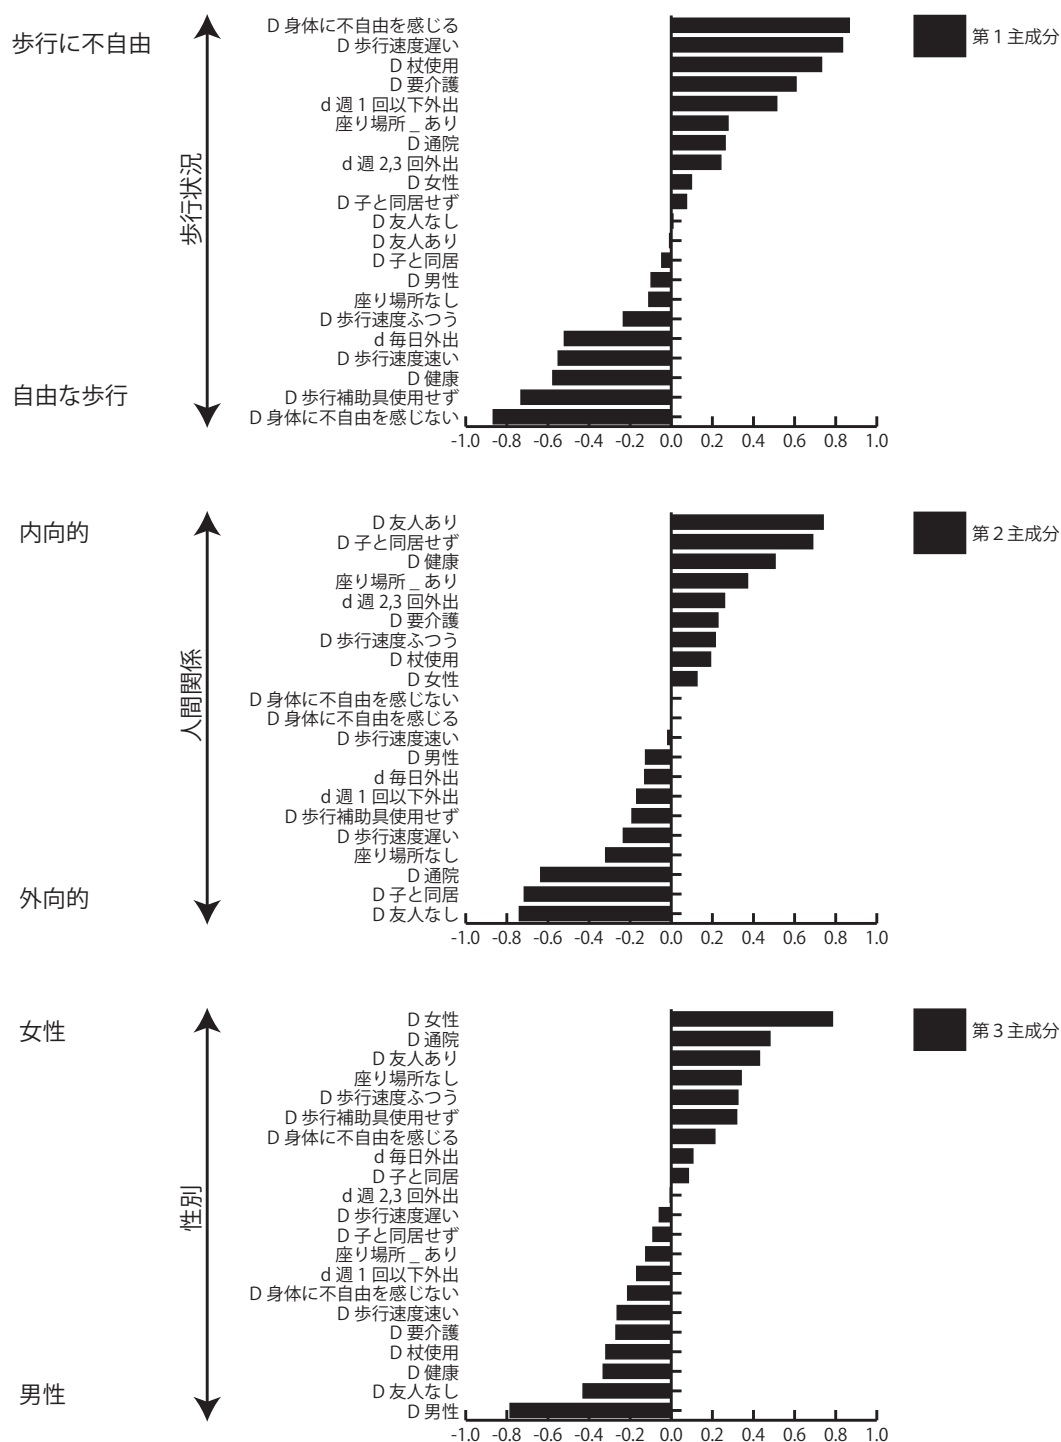 歩行に不自由
歩行状況
自由な歩行
D 身体に不自由を感じる
D 歩行速度遅い
D 杖使用
D 要介護
d 週 1 回以下外出
座り場所 _ あり
D 通院
d 週 2,3 回外出
D 女性
D 子と同居せず
D 友人なし
D 友人あり
D 子と同居
D 男性
座り場所なし
D 歩行速度ふつう
d 毎日外出
D 歩行速度速い
D 健康
D 歩行補助具使用せず
D 身体に不自由を感じない
-1.0 -0.8 -0.6 -0.4 -0.2 0.0 0.2 0.4 0.6 0.8 1.0
第 1 主成分
内向的
人間関係
外向的
D 友人あり
D 子と同居せず
D 健康
座り場所 _ あり
d 週 2,3 回外出
D 要介護
D 歩行速度ふつう
D 杖使用
D 女性
D 身体に不自由を感じない
D 身体に不自由を感じる
D 歩行速度速い
D 男性
d 毎日外出
d 週 1 回以下外出
D 歩行補助具使用せず
D 歩行速度遅い
座り場所なし
D 通院
D 子と同居
D 友人なし
-1.0 -0.8 -0.6 -0.4 -0.2 0.0 0.2 0.4 0.6 0.8 1.0
第 2 主成分
女性
性別
男性
D 女性
D 通院
D 友人あり
座り場所なし
D 歩行速度ふつう
D 歩行補助具使用せず
D 身体に不自由を感じる
d 毎日外出
D 子と同居
d 週 2,3 回外出
D 歩行速度遅い
D 子と同居せず
座り場所 _ あり
d 週 1 回以下外出
D 身体に不自由を感じない
D 歩行速度速い
D 要介護
D 杖使用
D 健康
D 友人なし
D 男性
-1.0 -0.8 -0.6 -0.4 -0.2 0.0 0.2 0.4 0.6 0.8 1.0
第 3 主成分